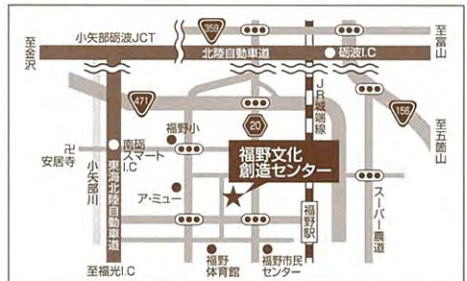 小矢部砺波JCT
359
至金沢
北陸自動車道
砺波I.C
至富山
471
20
JR城端線
156
至五箇山
福野小
福野文化
創造センター
卍
安居寺
南砺
スマート
I.C
小矢部川
東海北陸自動車道
ア・ミュー
福野駅
スーパー農道
至福光I.C
福野
体育館
福野市民
センター